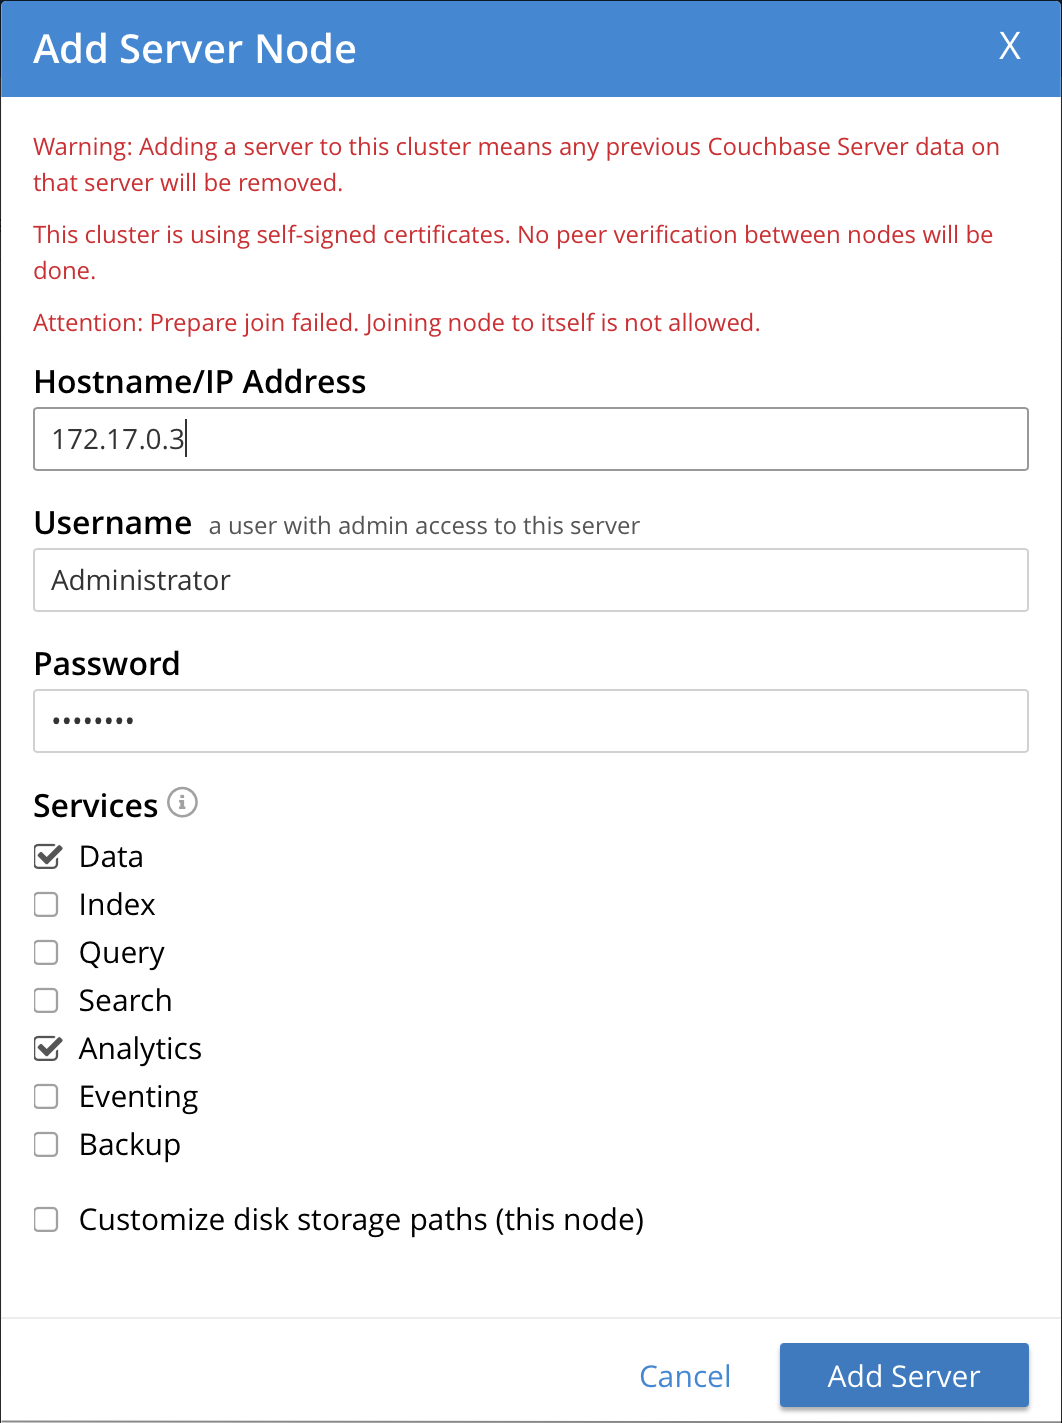 Add Server Node X
Warning: Adding a server to this cluster means any previous Couchbase Server data on
that server will be removed.
This cluster is using self-signed certificates. No peer verification between nodes will be
done.
Attention: Prepare join failed. Joining node to itself is not allowed.
Hostname/IP Address
172.17.0.3
Username a user with admin access to this server
Administrator
Password
••••••••
Services
Data
Index
Query
Search
Analytics
Eventing
Backup
Customize disk storage paths (this node)
Cancel Add Server